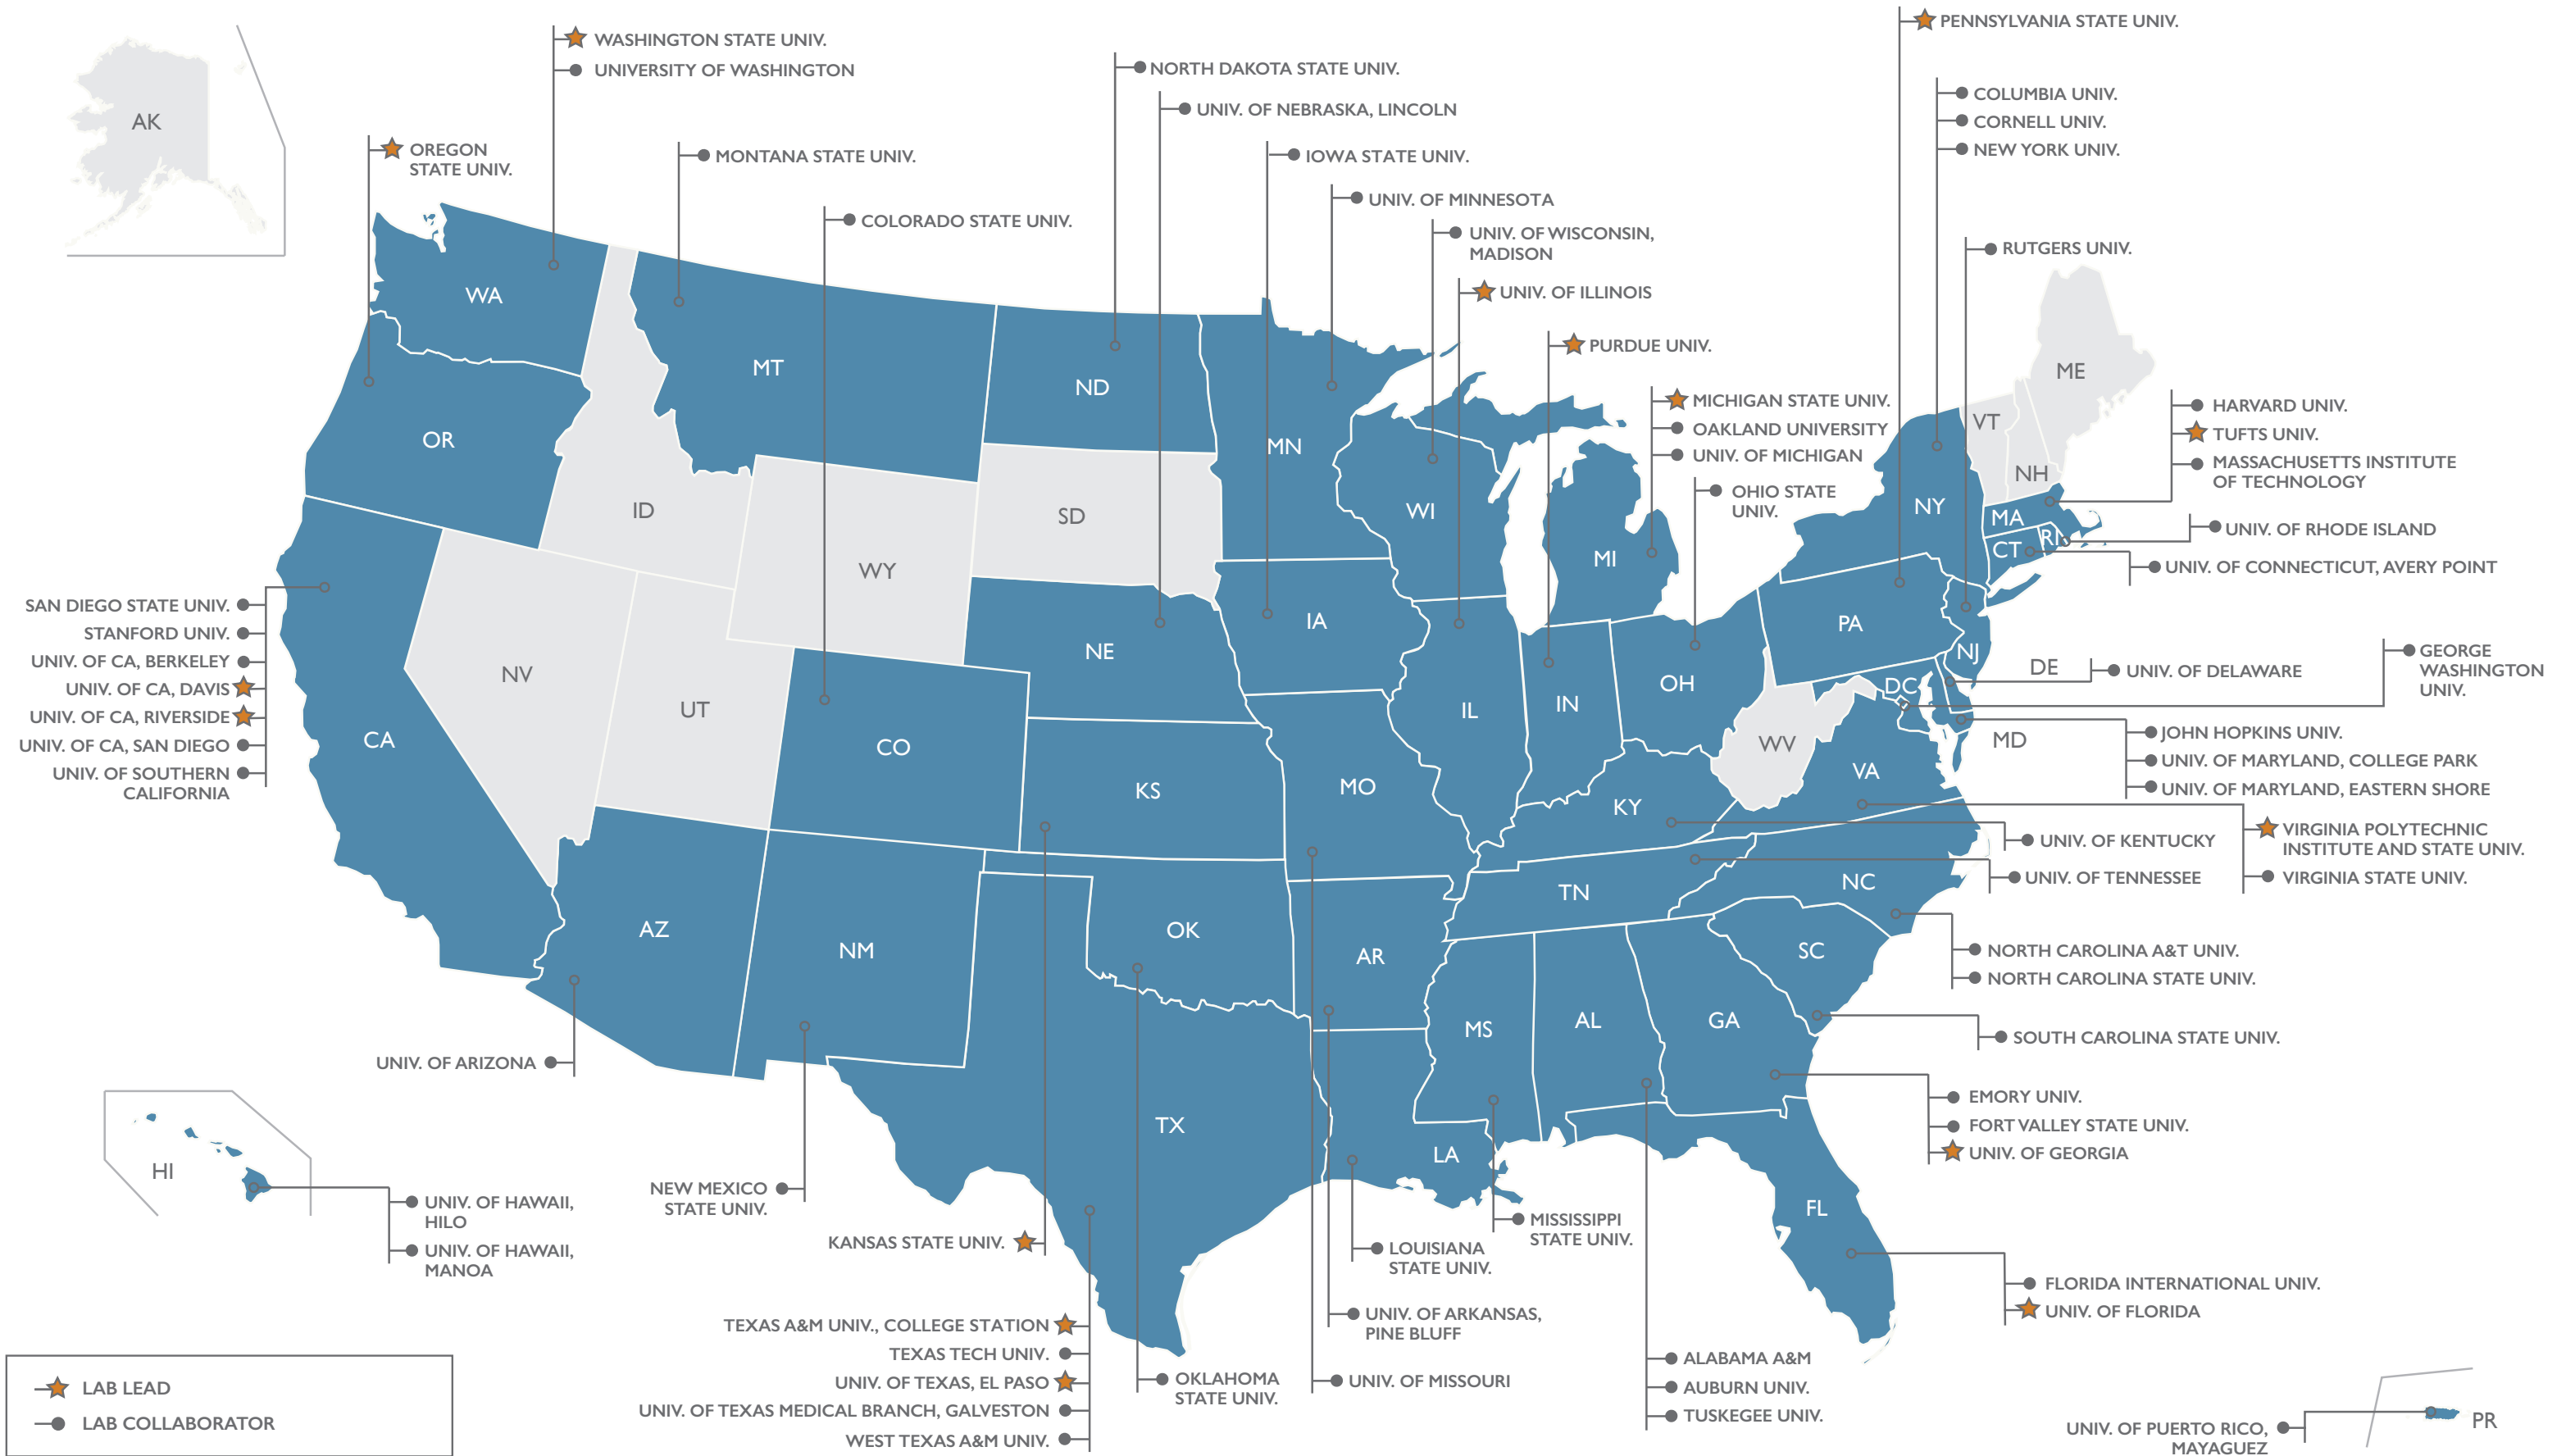 PENNSYLVANIA STATE UNIV.
WASHINGTON STATE UNIV.
UNIVERSITY OF WASHINGTON
NORTH DAKOTA STATE UNIV.
UNIV. OF NEBRASKA, LINCOLN
COLUMBIA UNIV.
CORNELL UNIV.
NEW YORK UNIV.
AK
OREGON
STATE UNIV.
MONTANA STATE UNIV.
IOWA STATE UNIV.
COLORADO STATE UNIV.
UNIV. OF MINNESOTA
UNIV. OF WISCONSIN,
MADISON
RUTGERS UNIV.
UNIV. OF ILLINOIS
PURDUE UNIV.
MICHIGAN STATE UNIV.
OAKLAND UNIVERSITY
UNIV. OF MICHIGAN
OHIO STATE
UNIV.
HARVARD UNIV.
TUFTS UNIV.
MASSACHUSETTS INSTITUTE
OF TECHNOLOGY
UNIV. OF RHODE ISLAND
UNIV. OF CONNECTICUT, AVERY POINT
WA
MT
ND
MN
OR
ID
SD
WI
WY
MI
NY
VT
NH
ME
MA
RI
CT
SAN DIEGO STATE UNIV.
STANFORD UNIV.
UNIV. OF CA, BERKELEY
UNIV. OF CA, DAVIS
UNIV. OF CA, RIVERSIDE
UNIV. OF CA, SAN DIEGO
UNIV. OF SOUTHERN
CALIFORNIA
NV
UT
CA
CO
NE
IA
KS
MO
IL
IN
OH
PA
NJ
DE
UNIV. OF DELAWARE
GEORGE
WASHINGTON
UNIV.
DC
WV
MD
VA
KY
JOHN HOPKINS UNIV.
UNIV. OF MARYLAND, COLLEGE PARK
UNIV. OF MARYLAND, EASTERN SHORE
UNIV. OF KENTUCKY
UNIV. OF TENNESSEE
VIRGINIA POLYTECHNIC
INSTITUTE AND STATE UNIV.
VIRGINIA STATE UNIV.
AZ
NM
OK
AR
TN
NC
SC
NORTH CAROLINA A&T UNIV.
NORTH CAROLINA STATE UNIV.
MS
AL
GA
SOUTH CAROLINA STATE UNIV.
UNIV. OF ARIZONA
TX
LA
EMORY UNIV.
FORT VALLEY STATE UNIV.
UNIV. OF GEORGIA
HI
UNIV. OF HAWAII,
HILO
UNIV. OF HAWAII,
MANOA
NEW MEXICO
STATE UNIV.
KANSAS STATE UNIV.
FL
MISSISSIPPI
STATE UNIV.
LOUISIANA
STATE UNIV.
FLORIDA INTERNATIONAL UNIV.
UNIV. OF FLORIDA
TEXAS A&M UNIV., COLLEGE STATION
TEXAS TECH UNIV.
UNIV. OF TEXAS, EL PASO
UNIV. OF TEXAS MEDICAL BRANCH, GALVESTON
WEST TEXAS A&M UNIV.
UNIV. OF ARKANSAS,
PINE BLUFF
OKLAHOMA
STATE UNIV.
UNIV. OF MISSOURI
ALABAMA A&M
AUBURN UNIV.
TUSKEGEE UNIV.
LAB LEAD
LAB COLLABORATOR
UNIV. OF PUERTO RICO,
MAYAGUEZ
PR